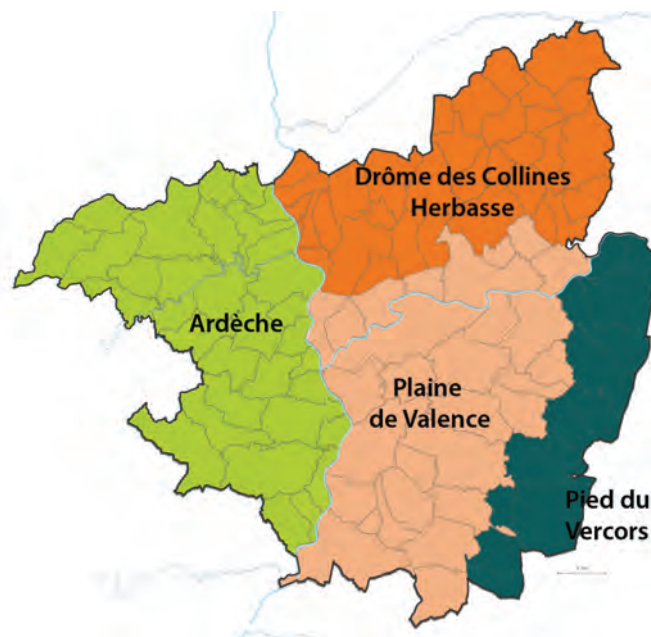 Drôme des Collines
Herbasse
Ardèche
Plaine
de Valence
Pied du
Vercors